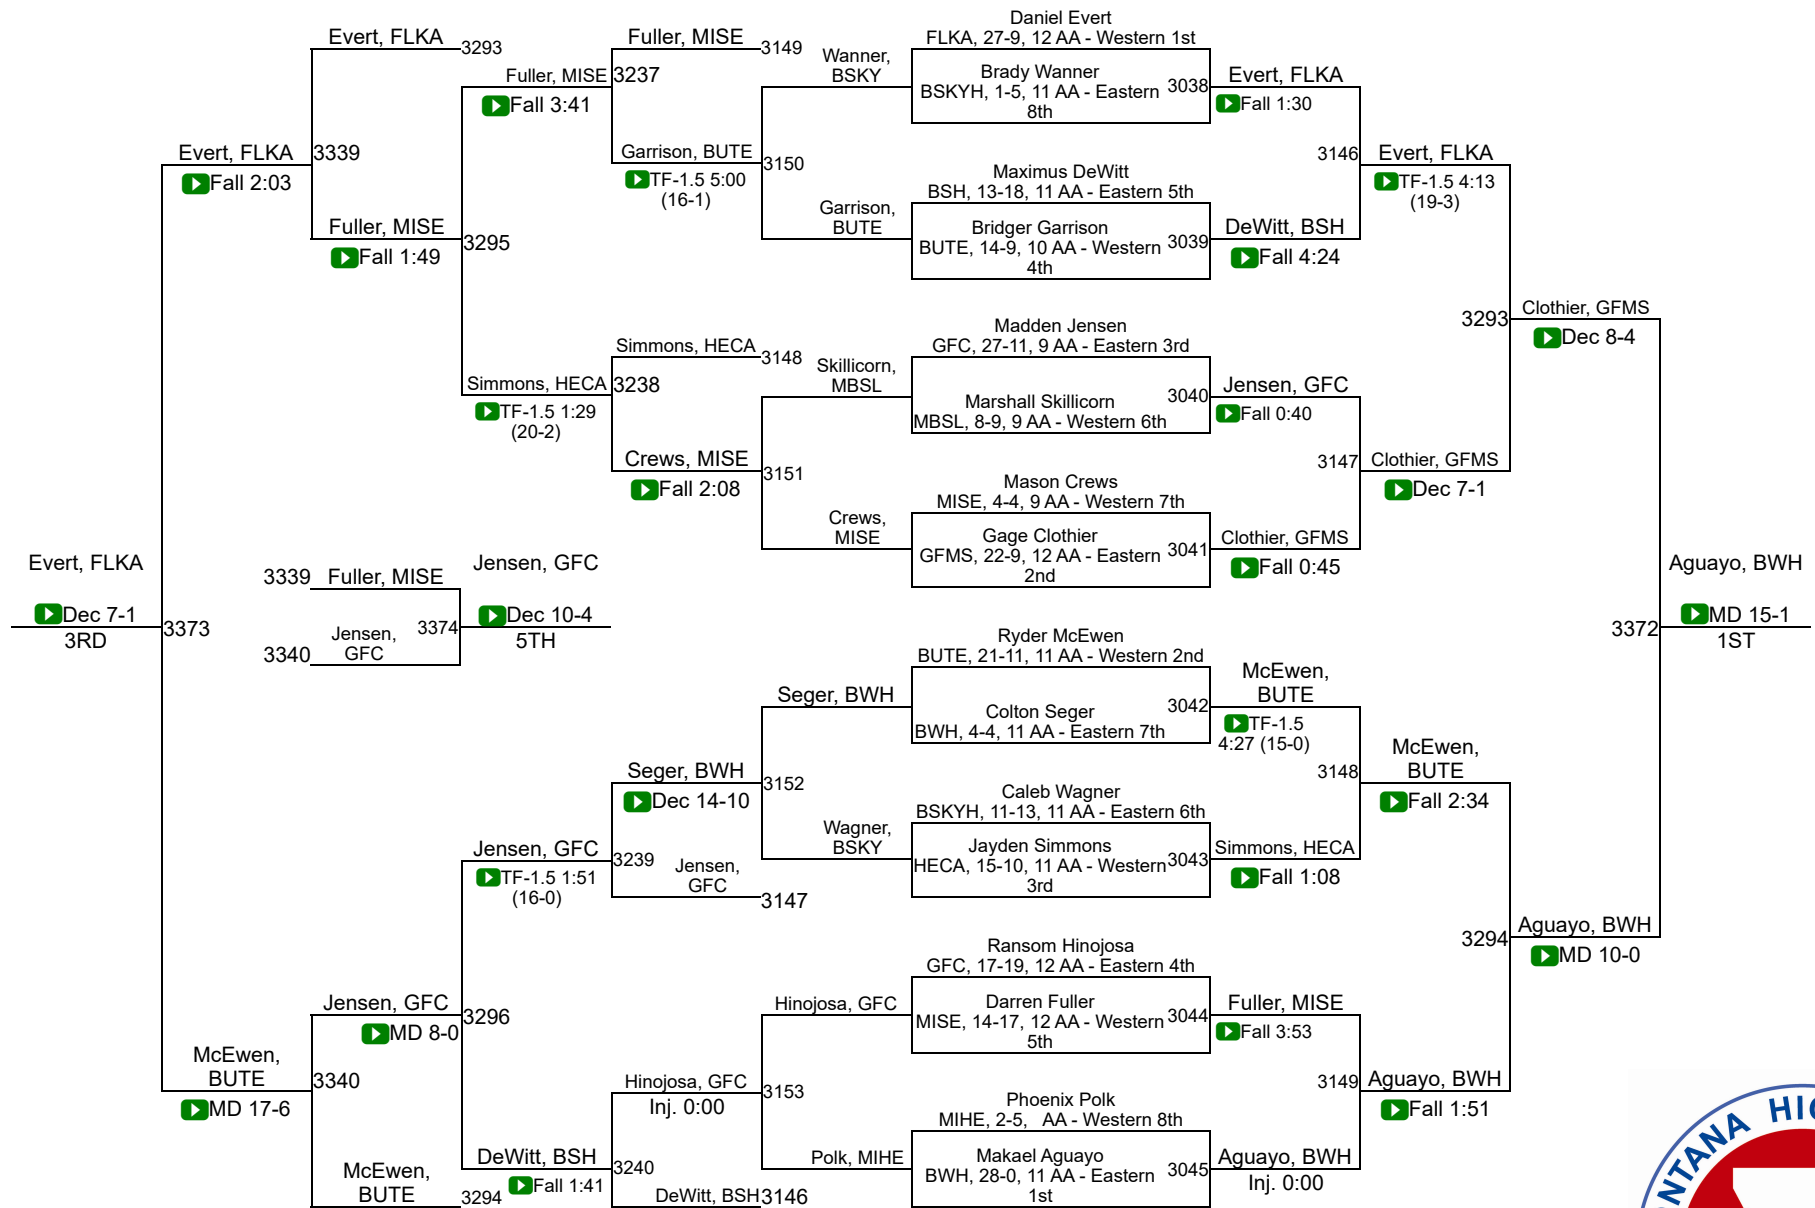 Daniel Evert
Evert, FLKA 3293 Fuller, MISE 3149 FLKA, 27-9, 12 AA - Western 1st
Wanner,
BSKY
Fuller, MISE 3237 Brady Wanner Evert, FLKA
BSKYH, 1-5, 11 AA - Eastern 3038
8th
Fall 3:41 Fall 1:30
Evert, FLKA 3339 Garrison, BUTE 3150 3146 Evert, FLKA
Fall 2:03 TF-1.5 5:00
(16-1)
TF-1.5 4:13
(19-3)
Maximus DeWitt
BSH, 13-18, 11 AA - Eastern 5th
Garrison,
BUTE
Fuller, MISE 3295 Bridger Garrison DeWitt, BSH
BUTE, 14-9, 10 AA - Western 3039
4th
Fall 1:49 Fall 4:24
3293 Clothier, GFMS
Dec 8-4
Madden Jensen
Simmons, HECA 3148 GFC, 27-11, 9 AA - Eastern 3rd
Skillicorn,
MBSL
Simmons, HECA 3238 Marshall Skillicorn 3040 Jensen, GFC
MBSL, 8-9, 9 AA - Western 6th
TF-1.5 1:29
(20-2)
Fall 0:40
Crews, MISE 3151 3147 Clothier, GFMS
Fall 2:08 Dec 7-1
Mason Crews
MISE, 4-4, 9 AA - Western 7th
Crews,
MISE
Gage Clothier Clothier, GFMS
GFMS, 22-9, 12 AA - Eastern 3041
2nd
Fall 0:45
Evert, FLKA 3339 Fuller, MISE Jensen, GFC Aguayo, BWH
Dec 7-1 3373 3374 Dec 10-4 3372 MD 15-1
3RD 3340 Jensen,
GFC
5TH 1ST
Ryder McEwen
BUTE, 21-11, 11 AA - Western 2nd
Seger, BWH Colton Seger 3042 McEwen,
BUTE
BWH, 4-4, 11 AA - Eastern 7th
TF-1.5
4:27 (15-0)
Seger, BWH 3152 3148 McEwen,
BUTE
Dec 14-10 Fall 2:34
Caleb Wagner
BSKYH, 11-13, 11 AA - Eastern 6th
Wagner,
BSKY
Jensen, GFC 3239 Jayden Simmons Simmons, HECA
HECA, 15-10, 11 AA - Western 3043
3rd
TF-1.5 1:51
(16-0)
Jensen,
GFC
3147
Fall 1:08
3294 Aguayo, BWH
MD 10-0
Ransom Hinojosa
GFC, 17-19, 12 AA - Eastern 4th
Jensen, GFC 3296 Hinojosa, GFC Darren Fuller Fuller, MISE
MISE, 14-17, 12 AA - Western 3044
5th
MD 8-0 Fall 3:53
McEwen,
BUTE
3340 Hinojosa, GFC 3153 3149 Aguayo, BWH
MD 17-6 Inj. 0:00 Fall 1:51
Phoenix Polk
MIHE, 2-5, AA - Western 8th
McEwen,
BUTE
3294 DeWitt, BSH 3240 Polk, MIHE Makael Aguayo Aguayo, BWH
BWH, 28-0, 11 AA - Eastern 3045
1st
Fall 1:41 DeWitt, BSH 3146 Inj. 0:00